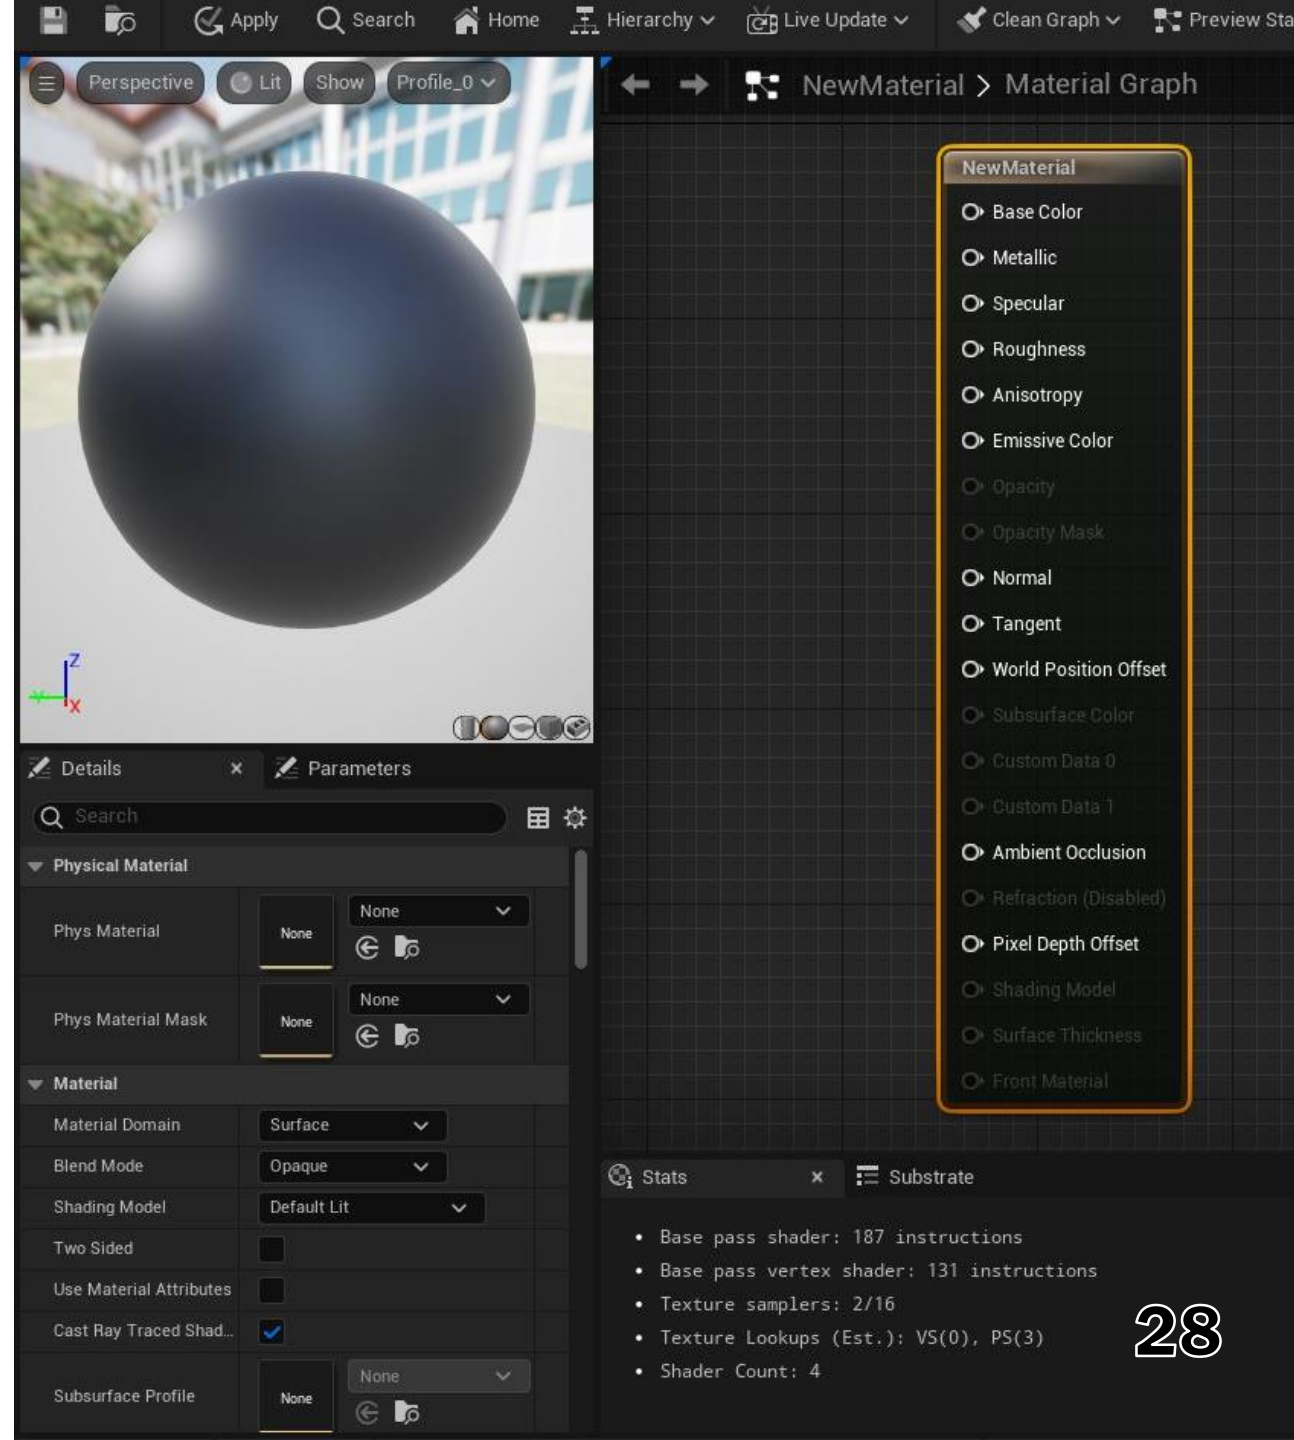 Apply Search Home Hierarchy Live Update Clean Graph Preview Sta
Perspective Lit Show Profile_0
NewMaterial > Material Graph
NewMaterial
Base Color
Metallic
Specular
Roughness
Anisotropy
Emissive Color
Opacity
Opacity Mask
Normal
Tangent
World Position Offset
Subsurface Color
Custom Data 0
Custom Data 1
Ambient Occlusion
Refraction (Disabled)
Pixel Depth Offset
Shading Model
Surface Thickness
Front Material
Z
Y
X
Details × Parameters
Search
Physical Material
Phys Material None None
Phys Material Mask None None
Material
Material Domain Surface
Blend Mode Opaque
Shading Model Default Lit
Two Sided
Use Material Attributes
Cast Ray Traced Shad...
Subsurface Profile None None
Stats × Substrate
• Base pass shader: 187 instructions
• Base pass vertex shader: 131 instructions
• Texture samplers: 2/16
• Texture Lookups (Est.): VS(0), PS(3)
• Shader Count: 4
28